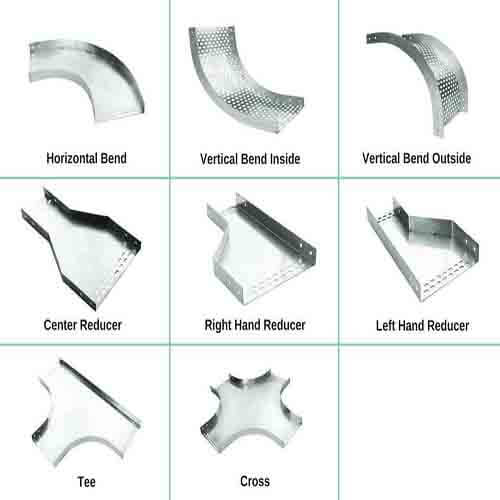 Horizontal Bend
Vertical Bend Inside
Vertical Bend Outside
Center Reducer
Right Hand Reducer
Left Hand Reducer
Tee
Cross